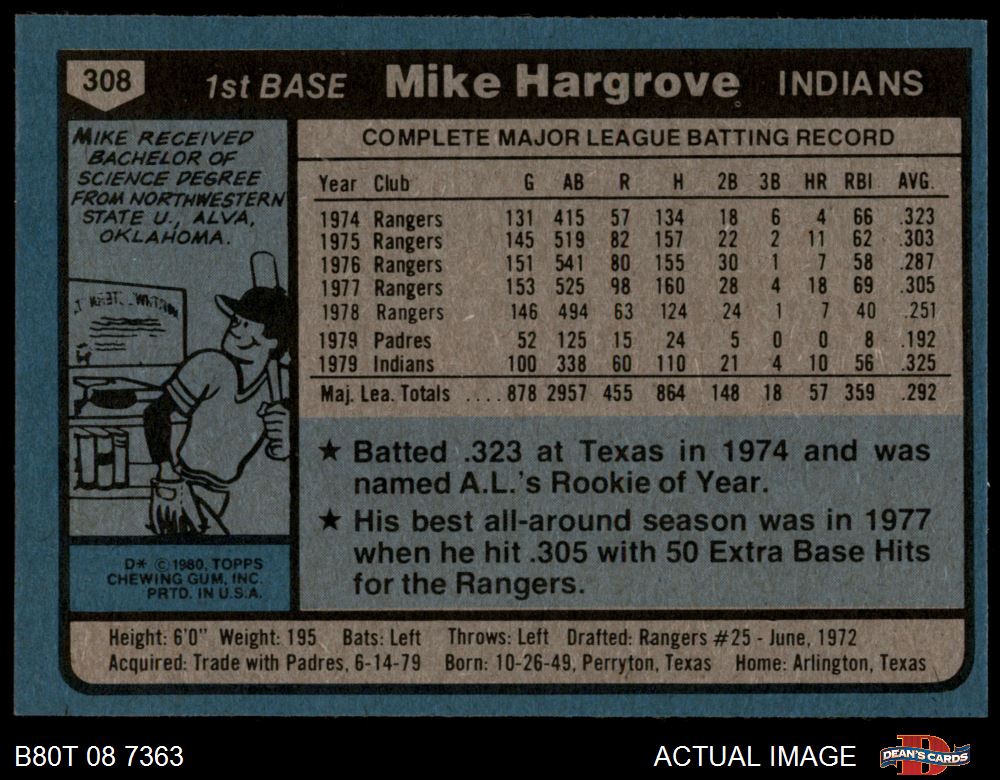 308
1st BASE Mike Hargrove INDIANS
MIKE RECEIVED
BACHELOR OF
SCIENCE DEGREE
FROM NORTHWESTERN
STATE U., ALVA,
OKLAHOMA.
D* © 1980, TOPPS
CHEWING GUM, INC.
PRTD. IN U.S.A.
COMPLETE MAJOR LEAGUE BATTING RECORD
Year Club G AB R H 2B 3B HR RBI AVG.
1974 Rangers 131 415 57 134 18 6 4 66 .323
1975 Rangers 145 519 82 157 22 2 11 62 .303
1976 Rangers 151 541 80 155 30 1 7 58 .287
1977 Rangers 153 525 98 160 28 4 18 69 .305
1978 Rangers 146 494 63 124 24 1 7 40 .251
1979 Padres 52 125 15 24 5 0 0 8 .192
1979 Indians 100 338 60 110 21 4 10 56 .325
Maj. Lea. Totals ....878 2957 455 864 148 18 57 359 .292
★ Batted .323 at Texas in 1974 and was
named A.L.'s Rookie of Year.
★ His best all-around season was in 1977
when he hit .305 with 50 Extra Base Hits
for the Rangers.
Height: 6'0" Weight: 195 Bats: Left Throws: Left Drafted: Rangers #25 - June, 1972
Acquired: Trade with Padres, 6-14-79 Born: 10-26-49, Perryton, Texas Home: Arlington, Texas
B80T 08 7363 ACTUAL IMAGE DEAN'S CARDS